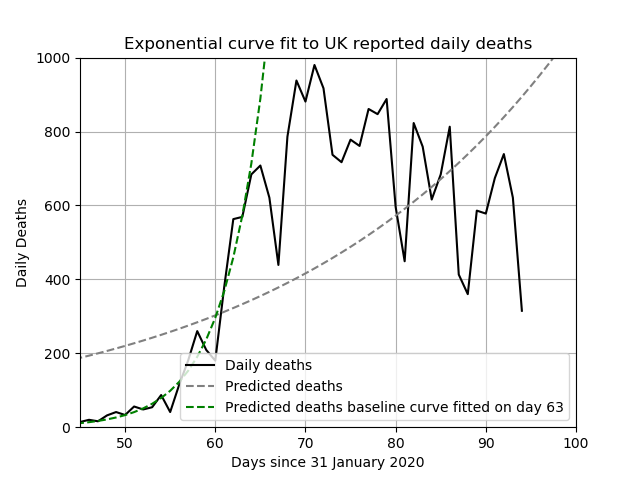 Exponential curve fit to UK reported daily deaths
1000
800
600
400
200
0
Daily Deaths
Daily deaths
Predicted deaths
Predicted deaths baseline curve fitted on day 63
50 60 70 80 90 100
Days since 31 January 2020